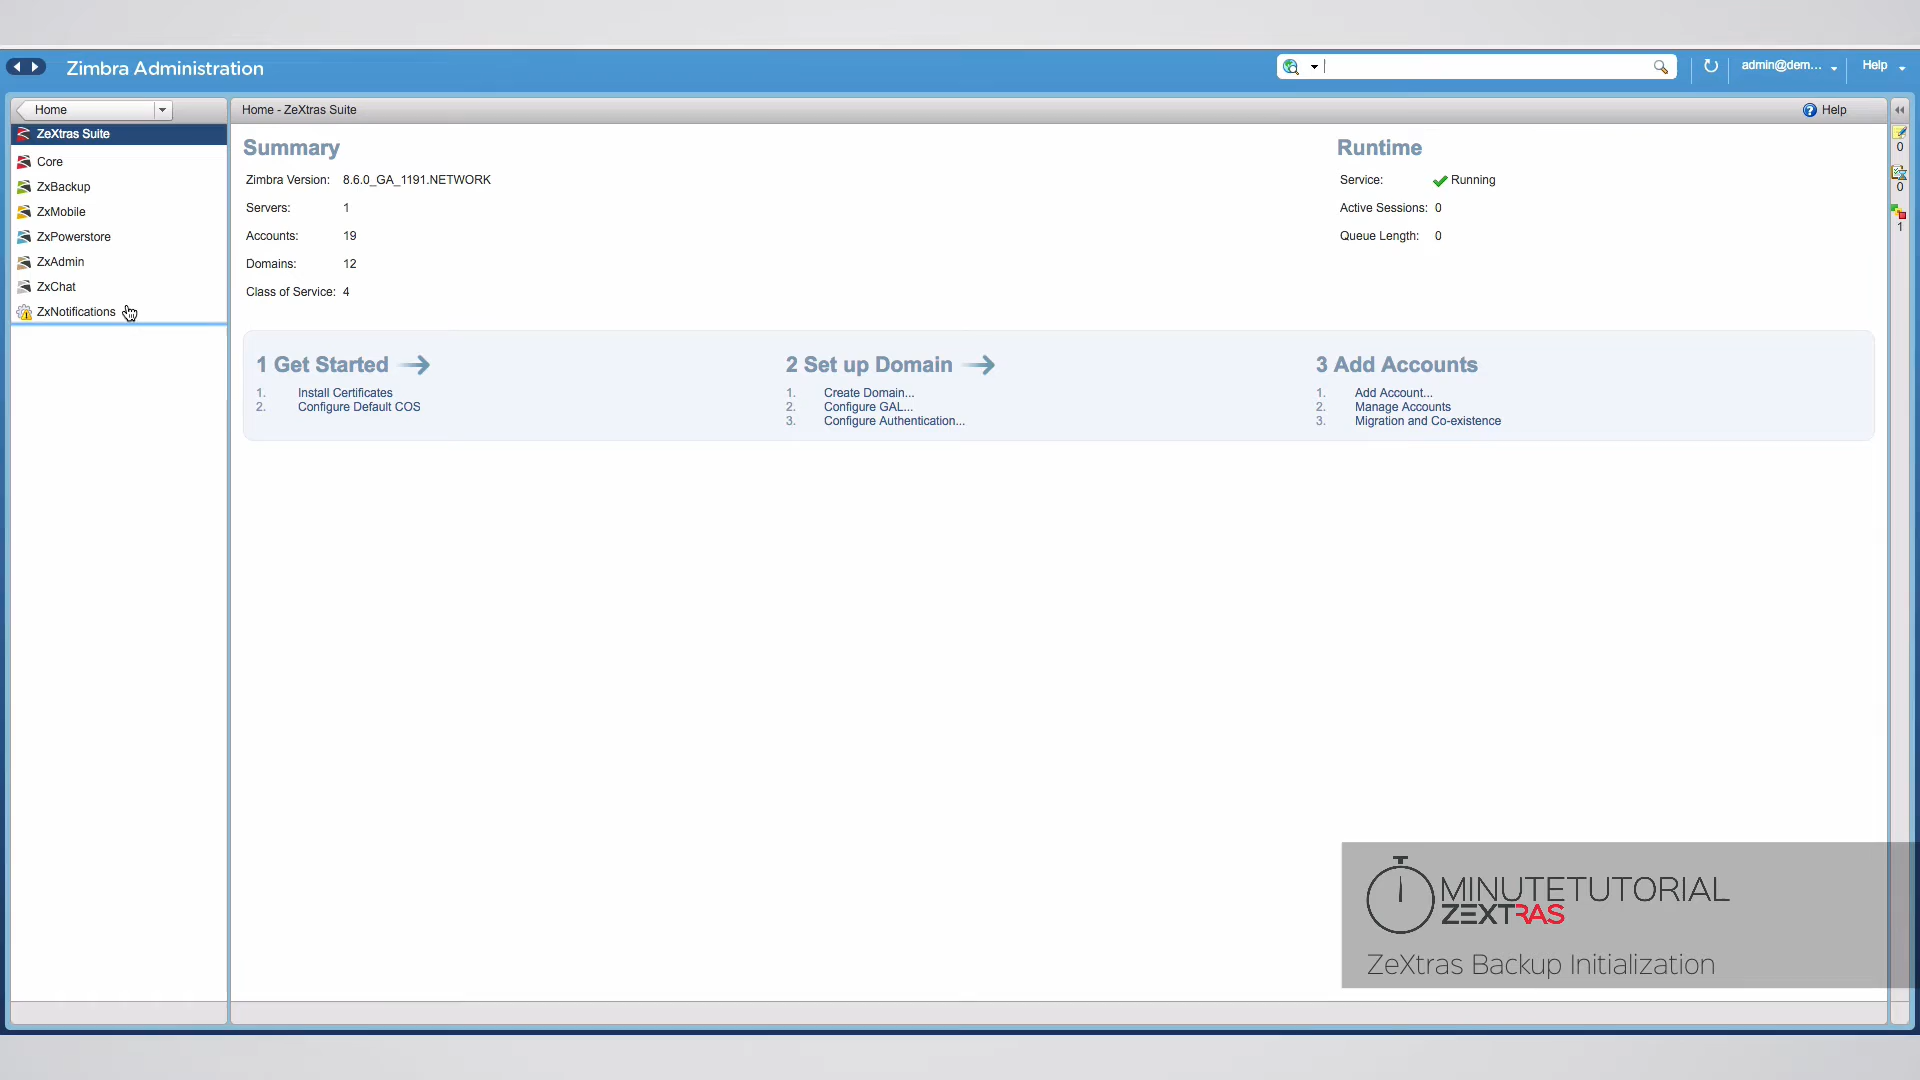 Zimbra Administration
admin@dem...
Help
Home
Home - ZeXtras Suite
Help
ZeXtras Suite
Core
ZxBackup
ZxMobile
ZxPowerstore
ZxAdmin
ZxChat
ZxNotifications
Summary
Zimbra Version: 8.6.0_GA_1191.NETWORK
Servers: 1
Accounts: 19
Domains: 12
Class of Service: 4
Runtime
Service: Running
Active Sessions: 0
Queue Length: 0
0
0
1
1 Get Started
1. Install Certificates
2. Configure Default COS
2 Set up Domain
1. Create Domain...
2. Configure GAL...
3. Configure Authentication...
3 Add Accounts
1. Add Account...
2. Manage Accounts
3. Migration and Co-existence
MINUTETUTORIAL
ZEXTRAS
ZeXtras Backup Initialization